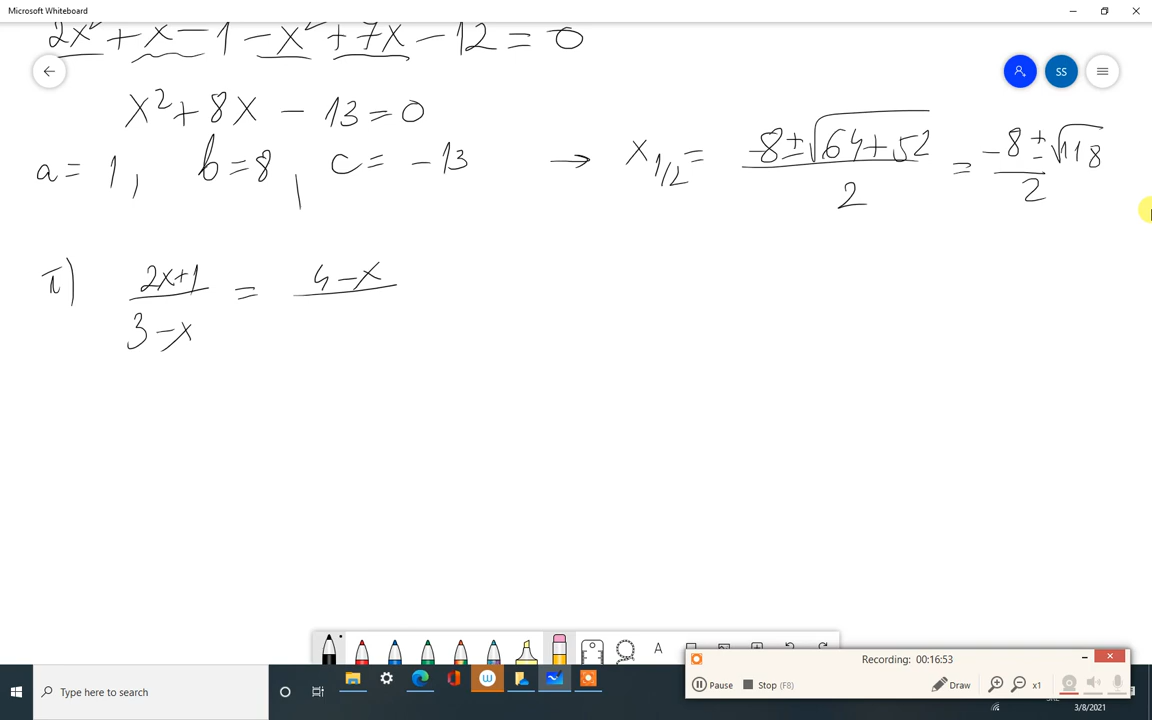 Microsoft Whiteboard
2x² + x - 1 - x² + 7x - 12 = 0
SS
x² + 8x - 13 = 0
a = 1, b = 8, c = -13 → x1/2 = (-8 ± √(64 + 52))/2 = (-8 ± √118)/2
π) (2x+1)/(3-x) = 4-x
A
Recording: 00:16:53
Pause Stop (F8) Draw x1
Type here to search
W
3/8/2021